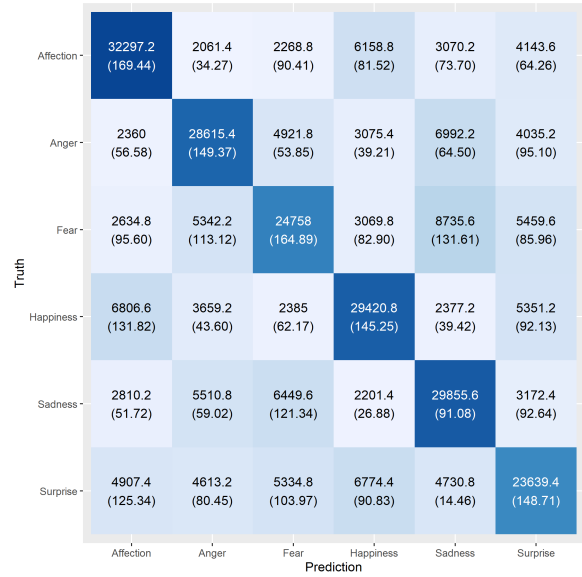 Truth
Affection
32297.2 2061.4 2268.8 6158.8 3070.2 4143.6
(169.44) (34.27) (90.41) (81.52) (73.70) (64.26)
Anger
2360 28615.4 4921.8 3075.4 6992.2 4035.2
(56.58) (149.37) (53.85) (39.21) (64.50) (95.10)
Fear
2634.8 5342.2 24758 3069.8 8735.6 5459.6
(95.60) (113.12) (164.89) (82.90) (131.61) (85.96)
Happiness
6806.6 3659.2 2385 29420.8 2377.2 5351.2
(131.82) (43.60) (62.17) (145.25) (39.42) (92.13)
Sadness
2810.2 5510.8 6449.6 2201.4 29855.6 3172.4
(51.72) (59.02) (121.34) (26.88) (91.08) (92.64)
Surprise
4907.4 4613.2 5334.8 6774.4 4730.8 23639.4
(125.34) (80.45) (103.97) (90.83) (14.46) (148.71)
Affection Anger Fear Happiness Sadness Surprise
Prediction